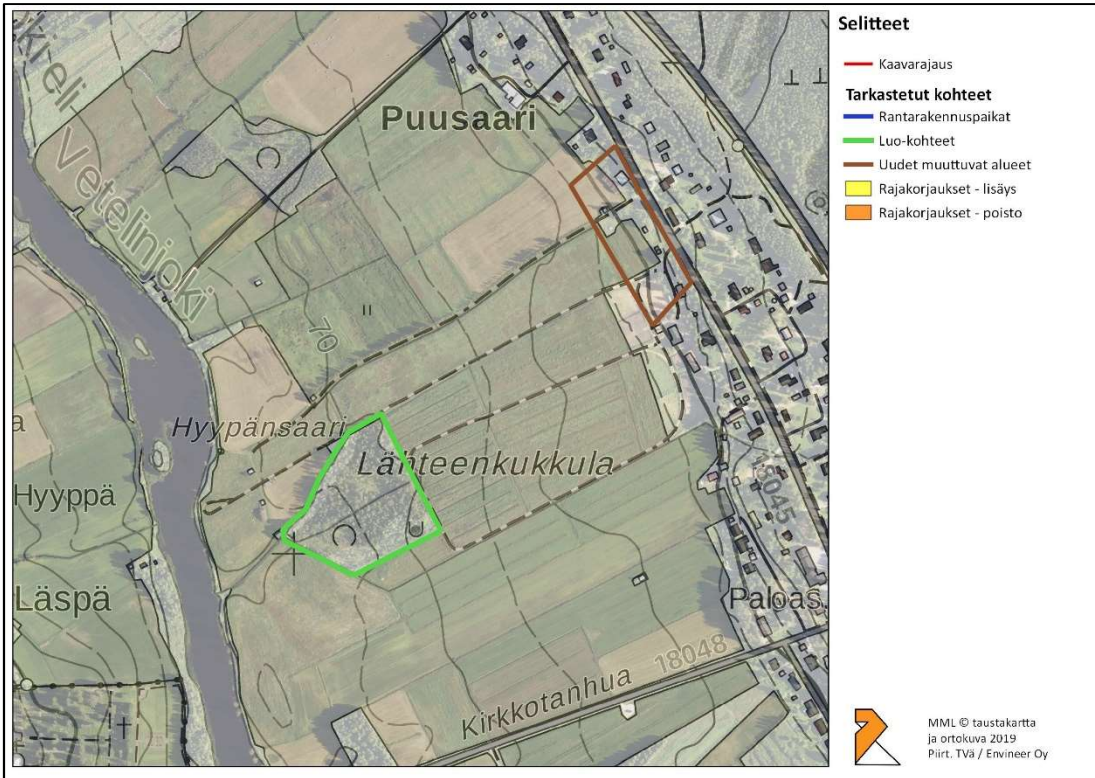 Selitteet
Kaavarajaus
Tarkastetut kohteet
Rantarakennuspaikat
Luo-kohteet
Uudet muuttuvat alueet
Rajakorjaukset - lisäys
Rajakorjaukset - poisto
Puusaari
Vetelinjoki
70
Hyypänsaari
Lähteenkukkula
Hyyppä
18045
Läspä
Paloas.
18048
Kirkkotanhua
MML © taustakartta
ja ortokuva 2019
Piirt. TVä / Envineer Oy